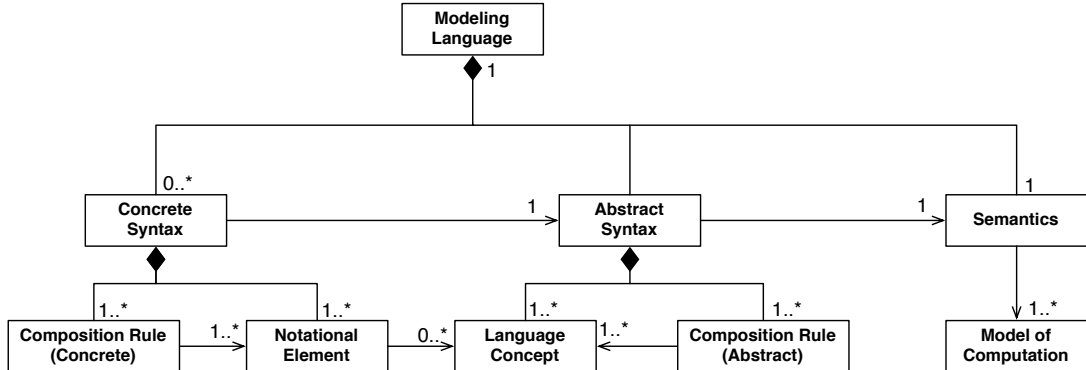 Modeling
Language
1
0..*
1
Concrete
Syntax
1
Abstract
Syntax
1
Semantics
1..*
1..*
1..*
1..*
1..*
Composition Rule
(Concrete)
1..*
Notational
Element
0..*
Language
Concept
1..*
Composition Rule
(Abstract)
Model of
Computation